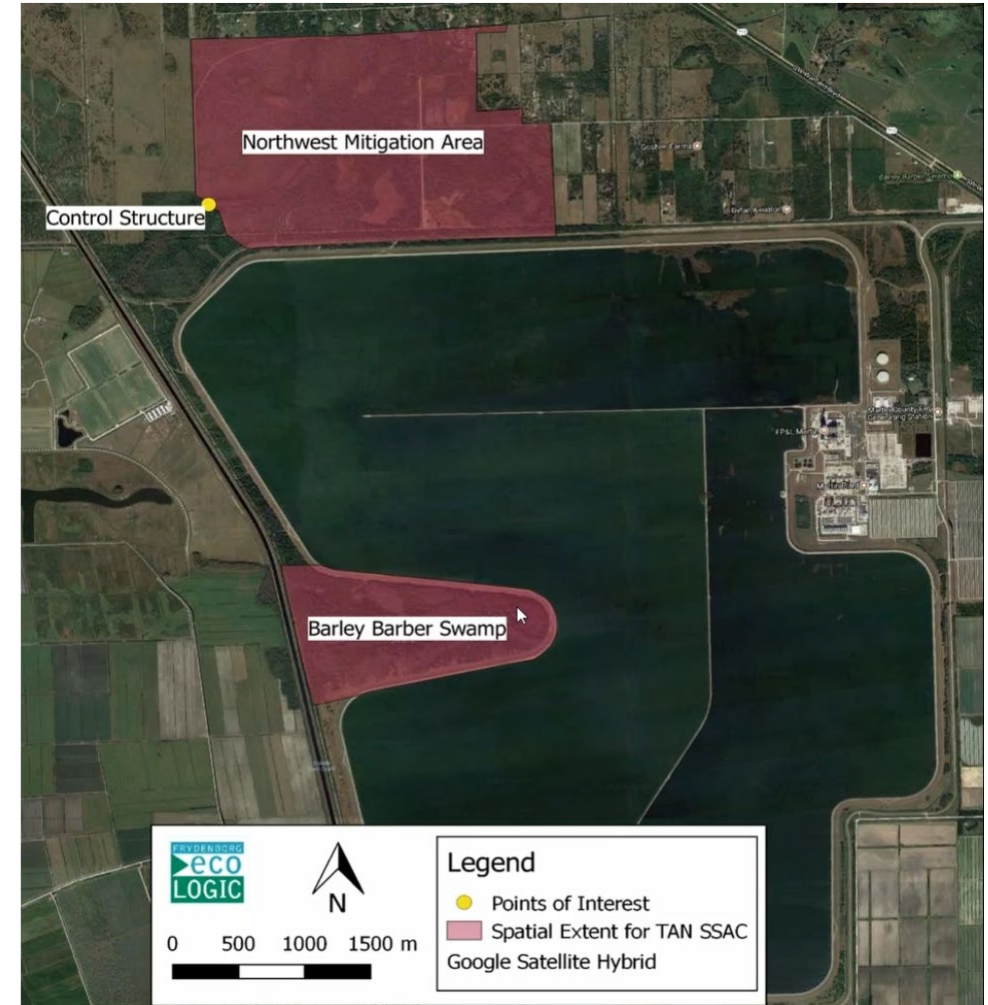 Northwest Mitigation Area
Control Structure
Barley Barber Swamp
FRYDENBORG
eco
LOGIC
N
0 500 1000 1500 m
Legend
Points of Interest
Spatial Extent for TAN SSAC
Google Satellite Hybrid